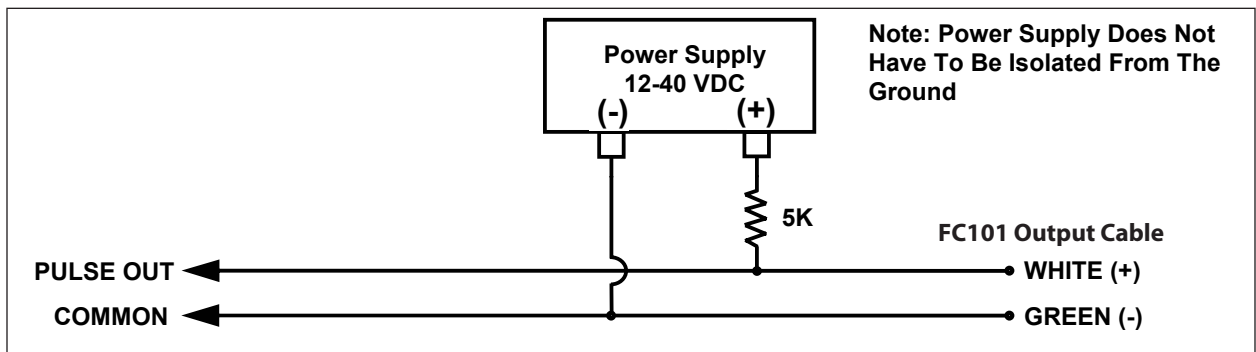 Power Supply
12-40 VDC
(-) (+)
Note: Power Supply Does Not
Have To Be Isolated From The
Ground
5K
FC101 Output Cable
PULSE OUT
WHITE (+)
COMMON
GREEN (-)